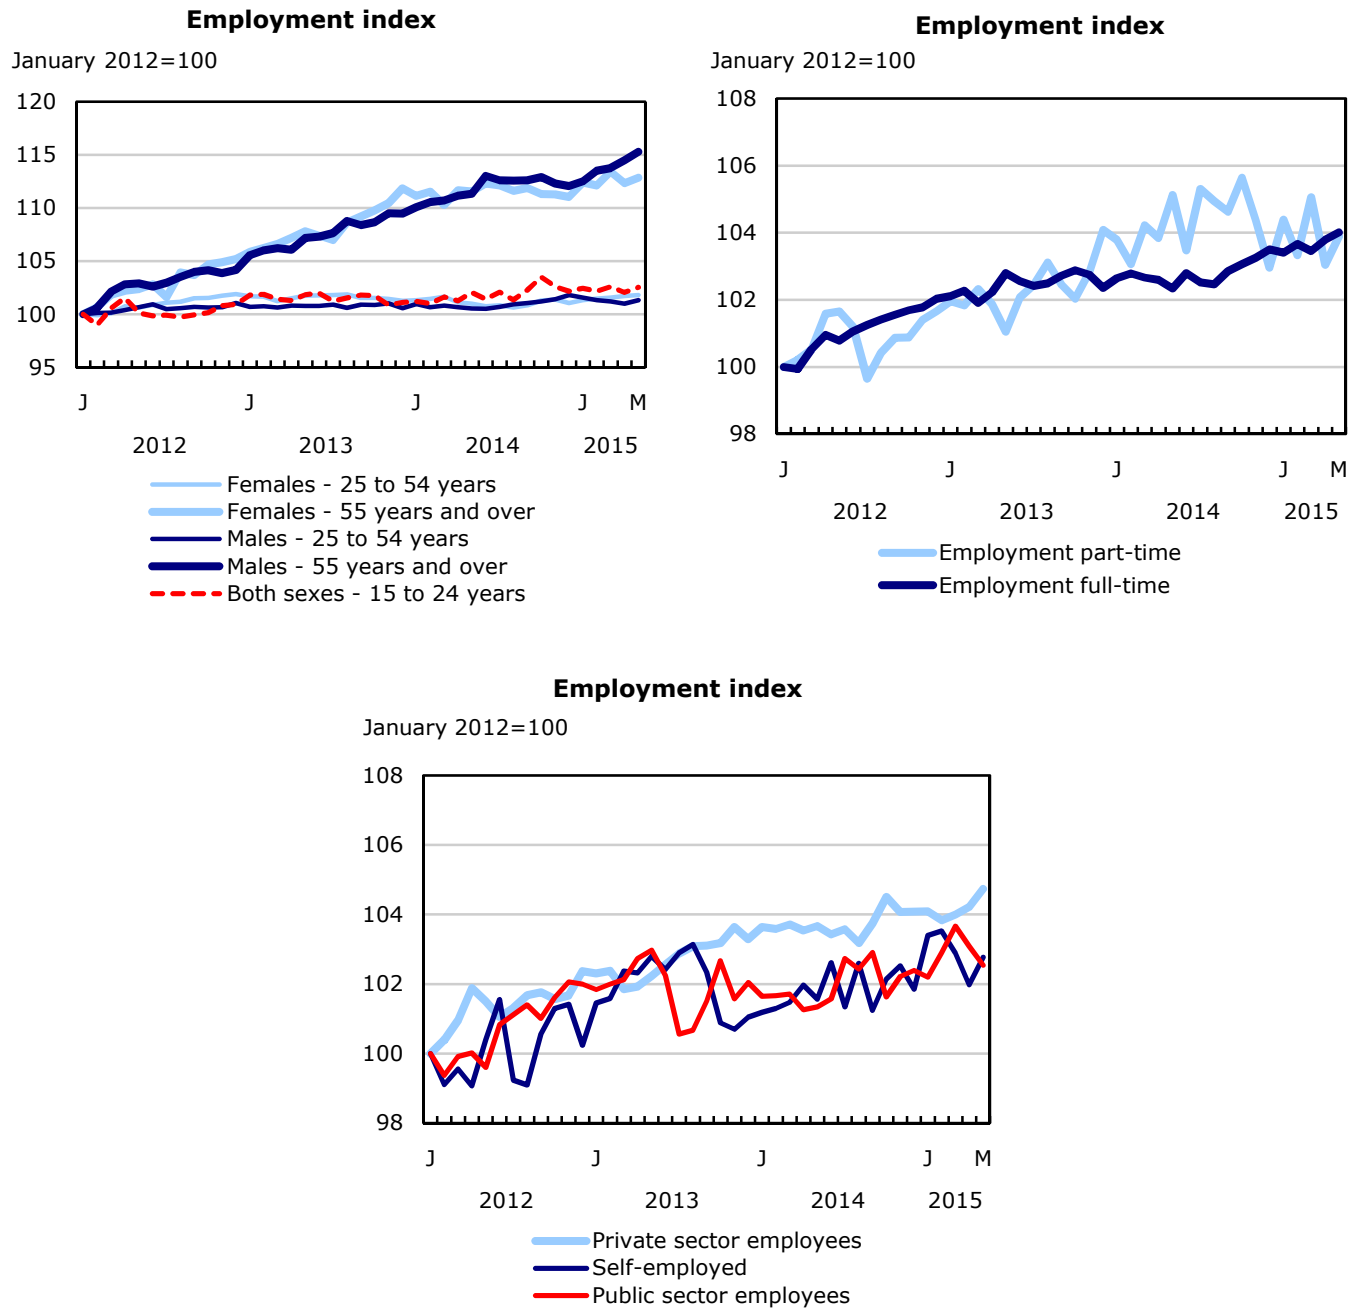 Employment index
January 2012=100
120
115
110
105
100
95
J J J J M
2012 2013 2014 2015
Females - 25 to 54 years
Females - 55 years and over
Males - 25 to 54 years
Males - 55 years and over
Both sexes - 15 to 24 years
Employment index
January 2012=100
108
106
104
102
100
98
J J J J M
2012 2013 2014 2015
Employment part-time
Employment full-time
Employment index
January 2012=100
108
106
104
102
100
98
J J J J M
2012 2013 2014 2015
Private sector employees
Self-employed
Public sector employees